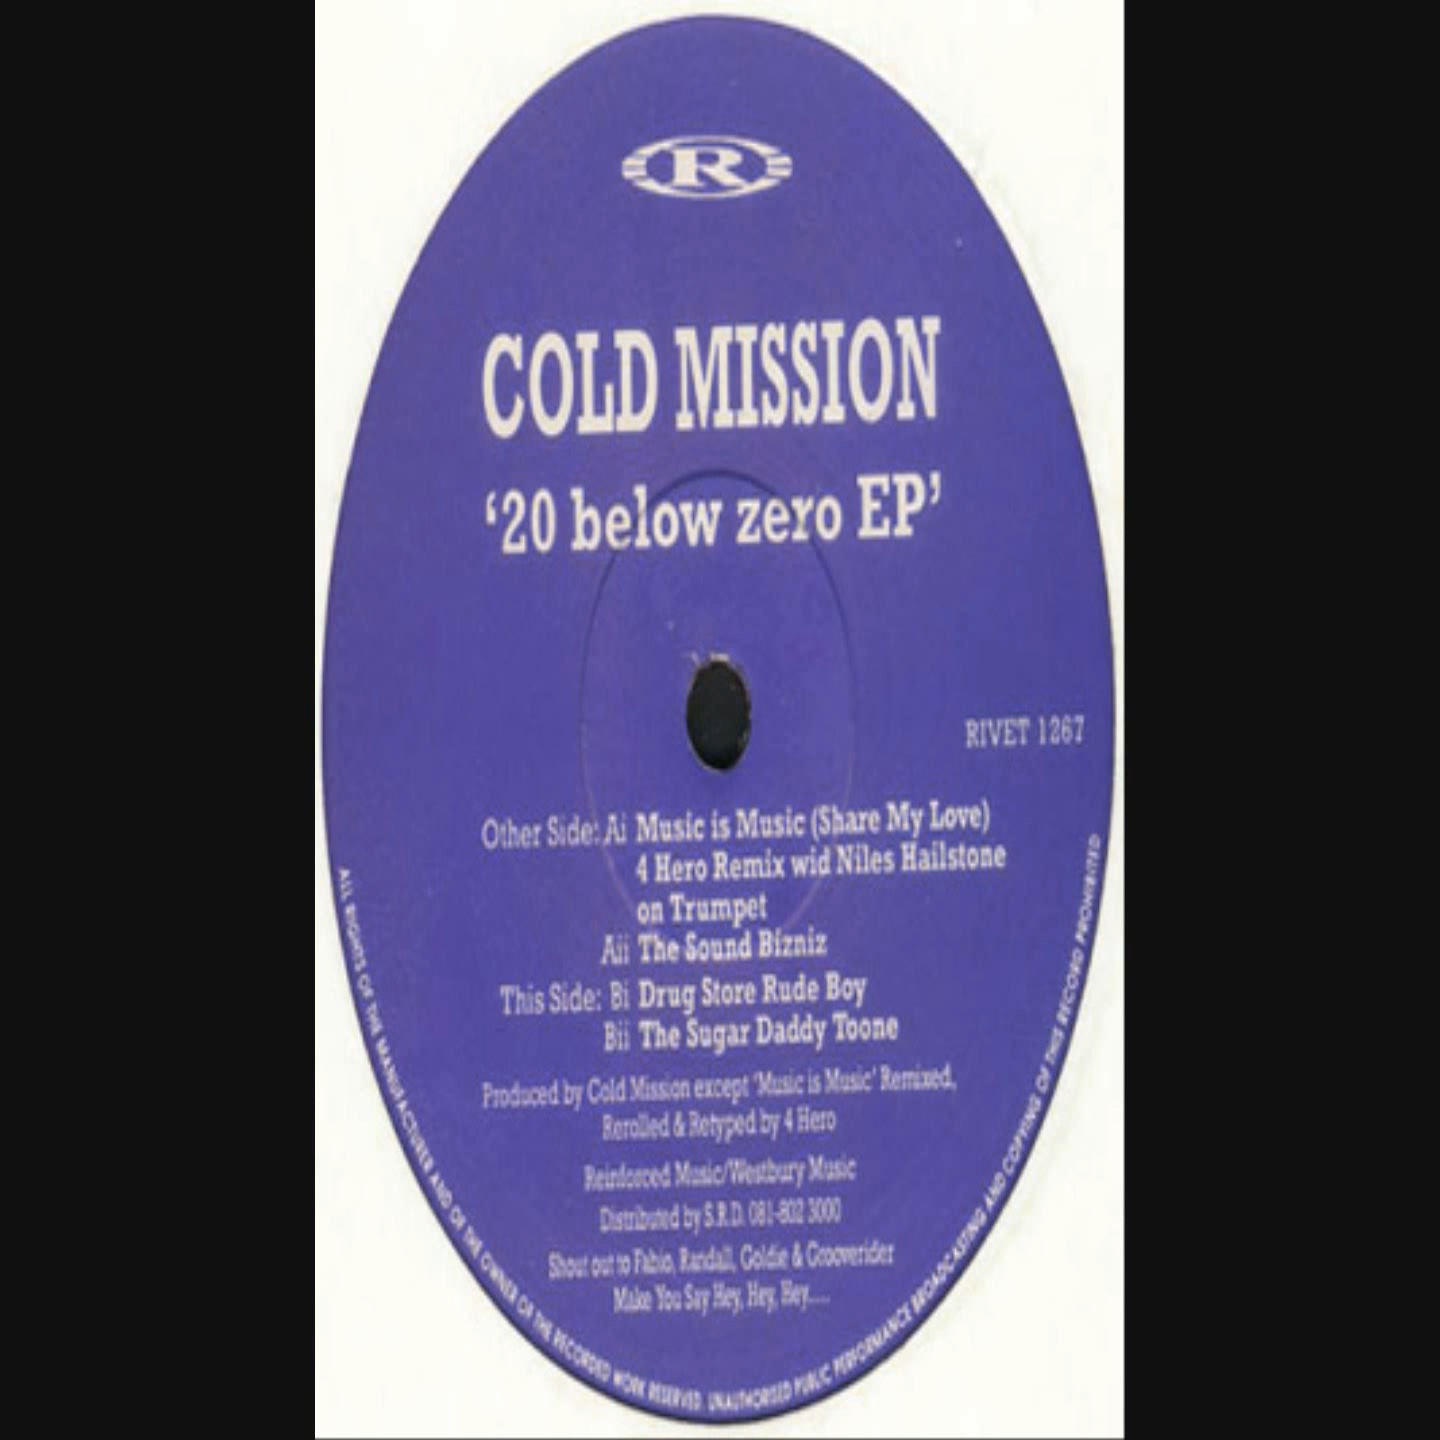 R
COLD MISSION
‘20 below zero EP’
RIVET 1267
Other Side: Ai Music is Music (Share My Love)
4 Hero Remix wid Niles Hailstone
on Trumpet
Aii The Sound Bizniz
This Side: Bi Drug Store Rude Boy
Bii The Sugar Daddy Toone
Produced by Cold Mission except ‘Music is Music’ Remixed,
Rerolled & Retyped by 4 Hero
Reinforced Music/Westbury Music
Distributed by S.R.D. 081-802 3000
Shout out to Fabio, Randall, Goldie & Grooverider
Make You Say Hey, Hey, Hey.....
ALL RIGHTS OF THE MANUFACTURER AND OF THE OWNER OF THE RECORDED WORK RESERVED. UNAUTHORISED PUBLIC PERFORMANCE BROADCASTING AND COPYING OF THIS RECORD PROHIBITED